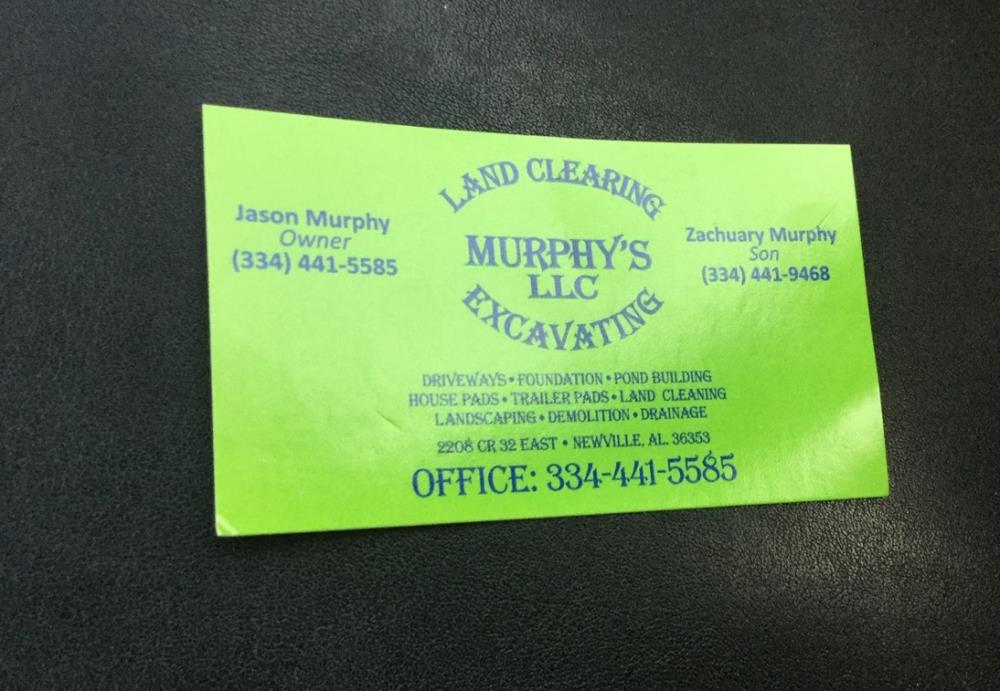 LAND CLEARING
Jason Murphy
Owner
(334) 441-5585
MURPHY'S
LLC
Zachuary Murphy
Son
(334) 441-9468
EXCAVATING
DRIVEWAYS • FOUNDATION • POND BUILDING
HOUSE PADS • TRAILER PADS • LAND CLEANING
LANDSCAPING • DEMOLITION • DRAINAGE
2208 CR 32 EAST • NEWVILLE, AL. 36353
OFFICE: 334-441-5585